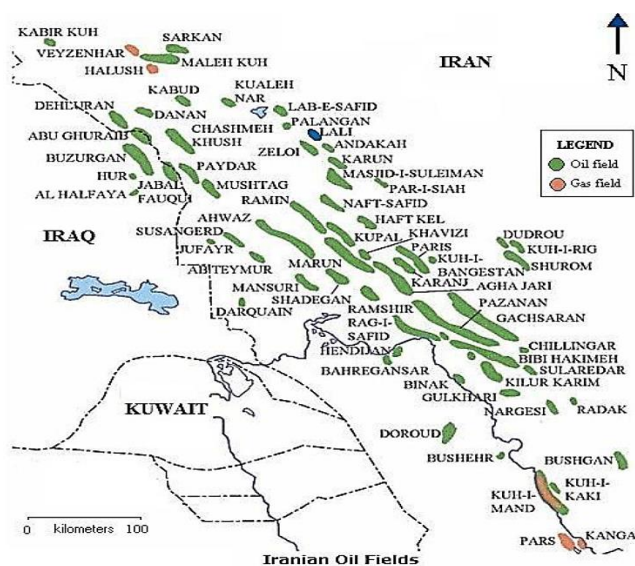 KABIR KUH
SARKAN
VEYZENHAR
MALEH KUH
HALUSH
IRAN
N
KABUD
KUALEH
NAR
LAB-E-SAFID
DEHLURAN
DANAN
PALANGAN
LALI
ABU GHURAIB
CHASHMEH
KHUSH
ZELOI
ANDAKAH
KARUN
BUZURGAN
MASJID-I-SULEIMAN
LEGEND
Oil field
Gas field
HUR
PAYDAR
PAR-I-SIAH
AL HALFAYA
JABAL
FAUQUI
MUSHTAG
RAMIN
NAFT-SAFID
HAFT KEL
AHWAZ
KHAVIZI
IRAQ
SUSANGERD
KUPAL
PARIS
DUDROU
JUFAYR
KUH-I-RIG
KUH-I-
BANGESTAN
ABTEYMUR
MARUN
SHUROM
KARANJ
MANSURI
AGHA JARI
SHADEGAN
PAZANAN
DARQUAIN
RAMSHIR
GACHSARAN
RAG-I-
SAFID
HENDIJAN
CHILLINGAR
BIBI HAKIMEH
BAHREGANSAR
SULAREDAR
BINAK
KILUR KARIM
GULKHARI
KUWAIT
NARGESI
RADAK
DOROUD
BUSHEHR
BUSHGAN
KUH-I-
KAKI
KUH-I-
MAND
0 kilometers 100
PARS
KANGA
Iranian Oil Fields